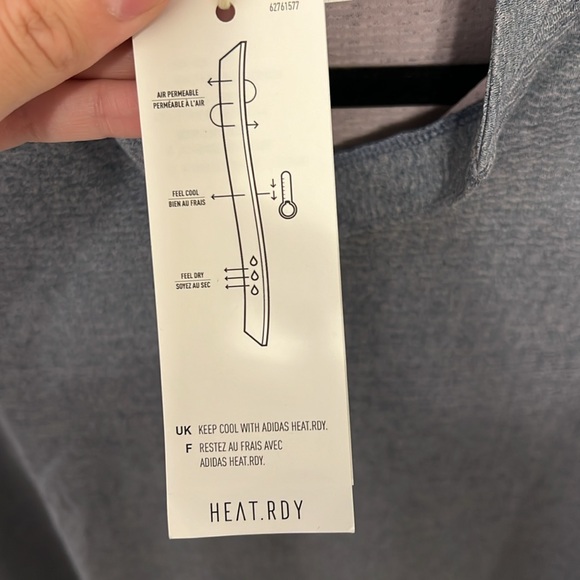 62761577
AIR PERMEABLE
PERMÉABLE À L'AIR
FEEL COOL
BIEN AU FRAIS
FEEL DRY
SOYEZ AU SEC
UK KEEP COOL WITH ADIDAS HEAT.RDY.
F RESTEZ AU FRAIS AVEC
ADIDAS HEAT.RDY.
HEAT.RDY